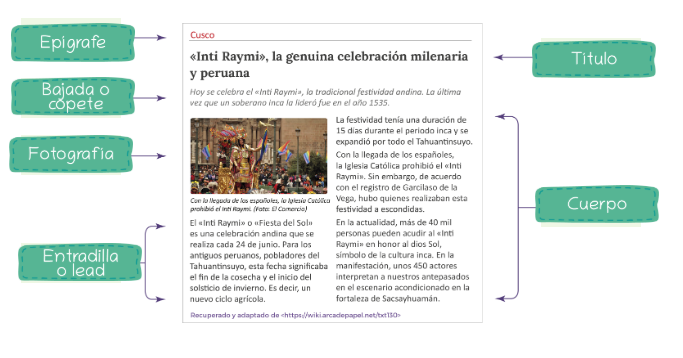 Epigrafe
Bajada o
copete
Fotografia
Entradilla
o lead
Titulo
Cuerpo
Cusco
«Inti Raymi», la genuina celebración milenaria
y peruana
Hoy se celebra el «Inti Raymi», la tradicional festividad andina. La última
vez que un soberano inca la lideró fue en el año 1535.
Con la llegada de los españoles, la Iglesia Católica
prohibió el Inti Raymi. (Foto: El Comercio)
El «Inti Raymi» o «Fiesta del Sol»
es una celebración andina que se
realiza cada 24 de junio. Para los
antiguos peruanos, pobladores del
Tahuantinsuyo, esta fecha significaba
el fin de la cosecha y el inicio del
solsticio de invierno. Es decir, un
nuevo ciclo agrícola.
La festividad tenía una duración de
15 días durante el periodo inca y se
expandió por todo el Tahuantinsuyo.
Con la llegada de los españoles,
la Iglesia Católica prohibió el «Inti
Raymi». Sin embargo, de acuerdo
con el registro de Garcilaso de la
Vega, hubo quienes realizaban esta
festividad a escondidas.
En la actualidad, más de 40 mil
personas pueden acudir al «Inti
Raymi» en honor al dios Sol,
símbolo de la cultura inca. En la
manifestación, unos 450 actores
interpretan a nuestros antepasados
en el escenario acondicionado en la
fortaleza de Sacsayhuamán.
Recuperado y adaptado de <https://wiki.arcadepapel.net/txt130>